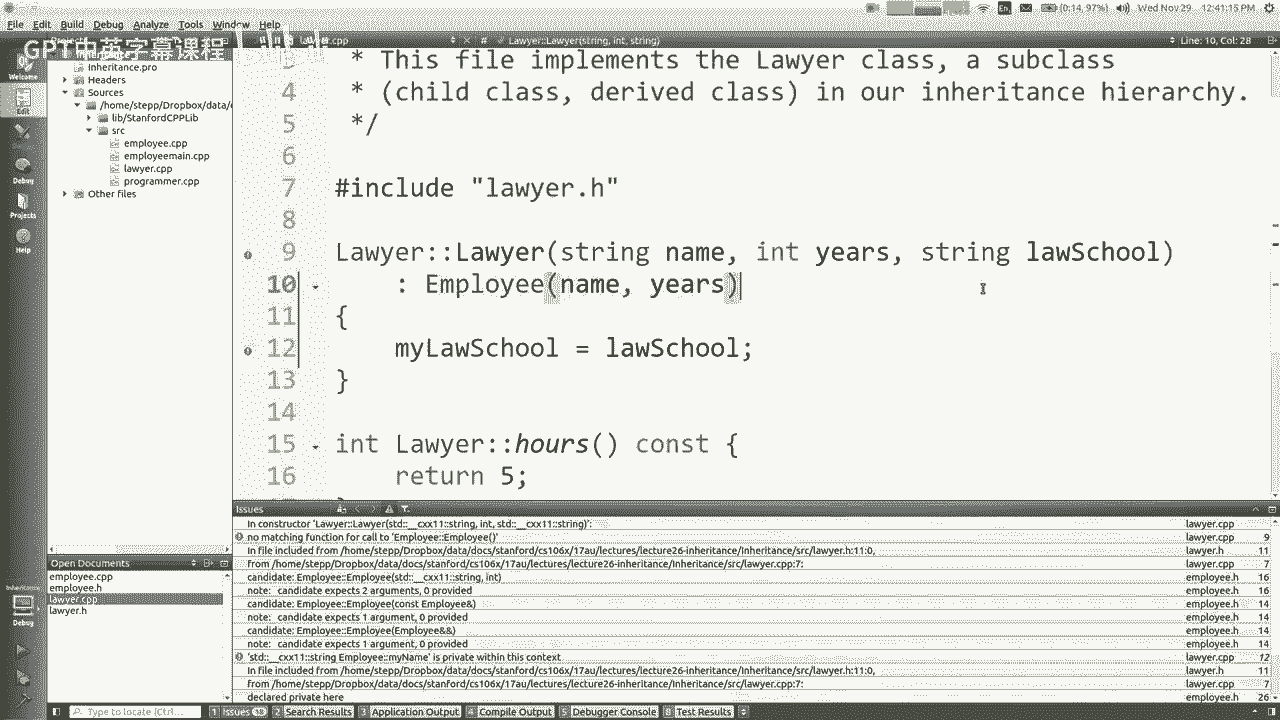 (0:14, 97%) Wed Nov 29 12:41:15 PM
File Edit Build Debug Analyze Tools Window Help
GPT中英字幕课程
.cpp
Lawyer::Lawyer(string, int, string)
Line: 10, Col: 28
Welcome
Edit
Debug
Projects
Help
Inheritance.pro
Headers
Sources
/home/stepp/Dropbox/data/
lib/StanfordCPPLib
src
employee.cpp
employeemain.cpp
lawyer.cpp
programmer.cpp
Other files
* This file implements the Lawyer class, a subclass
4 * (child class, derived class) in our inheritance hierarchy.
5 */
6
7 #include "lawyer.h"
8
9 Lawyer::Lawyer(string name, int years, string lawSchool)
10 : Employee(name, years)
11 {
12 myLawSchool = lawSchool;
13 }
14
15 int Lawyer::hours() const {
16 return 5;
Open Documents
employee.cpp
employee.h
lawyer.cpp
lawyer.h
Inheritance
Debug
Issues
In constructor 'Lawyer::Lawyer(std::__cxx11::string, int, std::__cxx11::string)': lawyer.cpp
no matching function for call to 'Employee::Employee()' lawyer.cpp 9
In file included from /home/stepp/Dropbox/data/docs/stanford/cs106x/17au/lectures/lecture26-inheritance/Inheritance/src/lawyer.h:11:0, lawyer.h 11
from /home/stepp/Dropbox/data/docs/stanford/cs106x/17au/lectures/lecture26-inheritance/Inheritance/src/lawyer.cpp:7: lawyer.cpp 7
candidate: Employee::Employee(std::__cxx11::string, int) employee.h 16
note: candidate expects 2 arguments, 0 provided employee.h 16
candidate: Employee::Employee(const Employee&) employee.h 14
note: candidate expects 1 argument, 0 provided employee.h 14
candidate: Employee::Employee(Employee&&) employee.h 14
note: candidate expects 1 argument, 0 provided employee.h 14
'std::__cxx11::string Employee::myName' is private within this context lawyer.cpp 12
In file included from /home/stepp/Dropbox/data/docs/stanford/cs106x/17au/lectures/lecture26-inheritance/Inheritance/src/lawyer.h:11:0, lawyer.h 11
from /home/stepp/Dropbox/data/docs/stanford/cs106x/17au/lectures/lecture26-inheritance/Inheritance/src/lawyer.cpp:7: lawyer.cpp 7
declared private here employee.h 26
Type to locate (Ctrl... 1 Issues 2 Search Results 3 Application Output 4 Compile Output 5 Debugger Console 8 Test Results